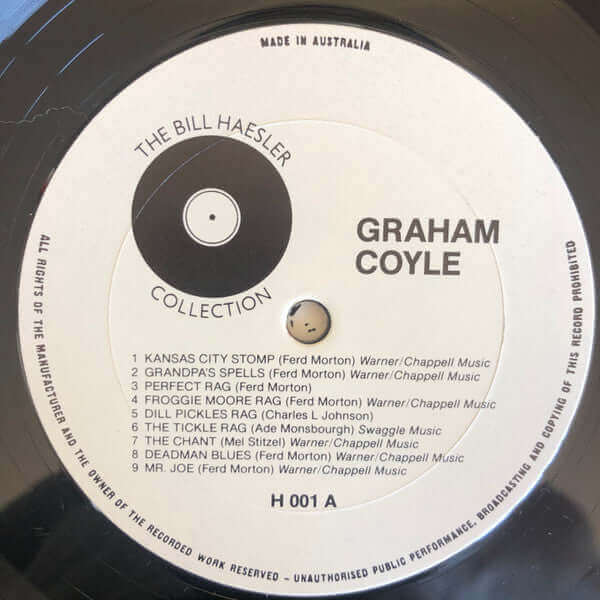 MADE IN AUSTRALIA
THE BILL HAESLER
COLLECTION
GRAHAM
COYLE
1 KANSAS CITY STOMP (Ferd Morton) Warner/Chappell Music
2 GRANDPA'S SPELLS (Ferd Morton) Warner/Chappell Music
3 PERFECT RAG (Ferd Morton)
4 FROGGIE MOORE RAG (Ferd Morton) Warner/Chappell Music
5 DILL PICKLES RAG (Charles L Johnson)
6 THE TICKLE RAG (Ade Monsbourgh) Swaggle Music
7 THE CHANT (Mel Stitzel) Warner/Chappell Music
8 DEADMAN BLUES (Ferd Morton) Warner/Chappell Music
9 MR. JOE (Ferd Morton) Warner/Chappell Music
H 001 A
ALL RIGHTS OF THE MANUFACTURER AND THE OWNER OF THE RECORDED WORK RESERVED – UNAUTHORISED PUBLIC PERFORMANCE, BROADCASTING AND COPYING OF THIS RECORD PROHIBITED